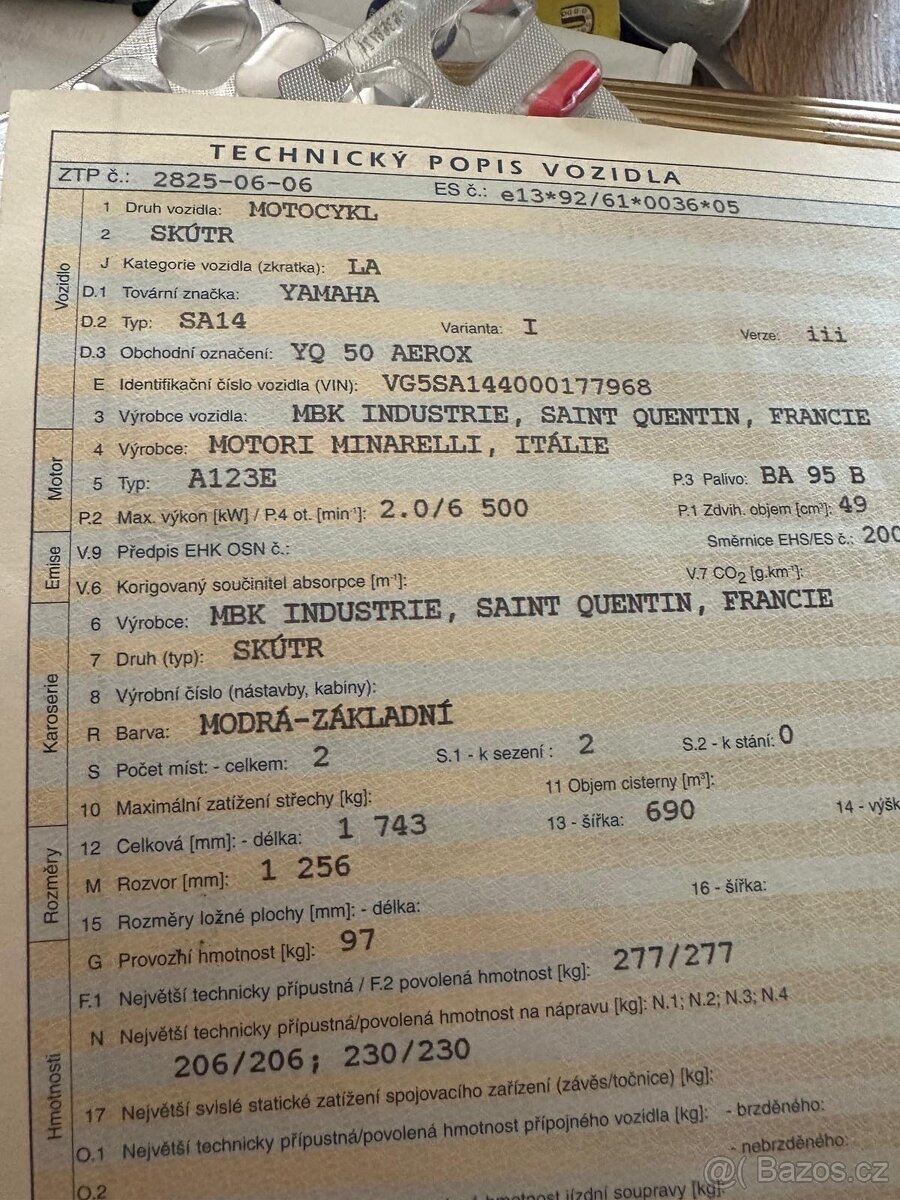 TECHNICKÝ POPIS VOZIDLA
ZTP č.: 2825-06-06 ES č.: e13*92/61*0036*05
Vozidlo
1 Druh vozidla: MOTOCYKL
2 SKÚTR
J Kategorie vozidla (zkratka): LA
D.1 Tovární značka: YAMAHA
D.2 Typ: SA14 Varianta: I Verze: iii
D.3 Obchodní označení: YQ 50 AEROX
E Identifikační číslo vozidla (VIN): VG5SA144000177968
3 Výrobce vozidla: MBK INDUSTRIE, SAINT QUENTIN, FRANCIE
Motor
4 Výrobce: MOTORI MINARELLI, ITÁLIE
5 Typ: A123E P.3 Palivo: BA 95 B
P.2 Max. výkon [kW] / P.4 ot. [min⁻¹]: 2.0/6 500 P.1 Zdvih. objem [cm³]: 49
Emise
V.9 Předpis EHK OSN č.: Směrnice EHS/ES č.: 200
V.6 Korigovaný součinitel absorpce [m⁻¹]: V.7 CO₂ [g.km⁻¹]:
Karoserie
6 Výrobce: MBK INDUSTRIE, SAINT QUENTIN, FRANCIE
7 Druh (typ): SKÚTR
8 Výrobní číslo (nástavby, kabiny):
R Barva: MODRÁ-ZÁKLADNÍ
S Počet míst: - celkem: 2 S.1 - k sezení: 2 S.2 - k stání: 0
10 Maximální zatížení střechy [kg]: 11 Objem cisterny [m³]:
Rozměry
12 Celková [mm]: - délka: 1 743 13 - šířka: 690 14 - výšk
M Rozvor [mm]: 1 256
15 Rozměry ložné plochy [mm]: - délka: 16 - šířka:
Hmotnosti
G Provozní hmotnost [kg]: 97
F.1 Největší technicky přípustná / F.2 povolená hmotnost [kg]: 277/277
N Největší technicky přípustná/povolená hmotnost na nápravu [kg]: N.1; N.2; N.3; N.4
206/206; 230/230
17 Největší svislé statické zatížení spojovacího zařízení (závěs/točnice) [kg]:
O.1 Největší technicky přípustná/povolená hmotnost přípojného vozidla [kg]: - brzděného:
- nebrzděného:
O.2
hmotnost jízdní soupravy [kg]:
@( Bazos.cz